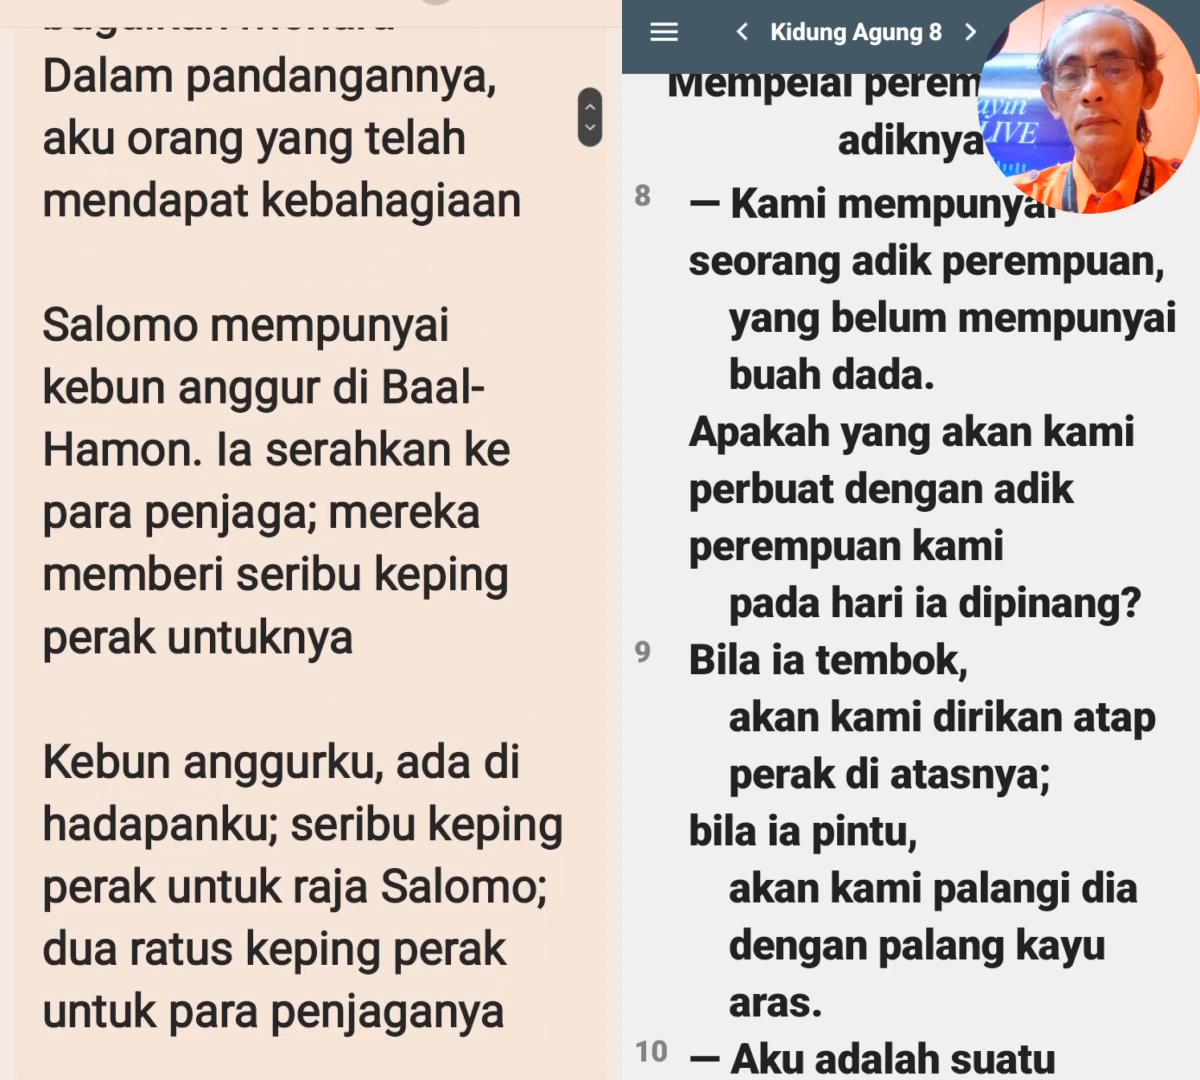 Dalam pandangannya,
aku orang yang telah
mendapat kebahagiaan
Salomo mempunyai
kebun anggur di Baal-
Hamon. Ia serahkan ke
para penjaga; mereka
memberi seribu keping
perak untuknya
Kebun anggurku, ada di
hadapanku; seribu keping
perak untuk raja Salomo;
dua ratus keping perak
untuk para penjaganya
Kidung Agung 8
Mempelai
adiknya
LIVE
8 — Kami mempunyai
seorang adik perempuan,
yang belum mempunyai
buah dada.
Apakah yang akan kami
perbuat dengan adik
perempuan kami
pada hari ia dipinang?
9 Bila ia tembok,
akan kami dirikan atap
perak di atasnya;
bila ia pintu,
akan kami palangi dia
dengan palang kayu
aras.
10 — Aku adalah suatu